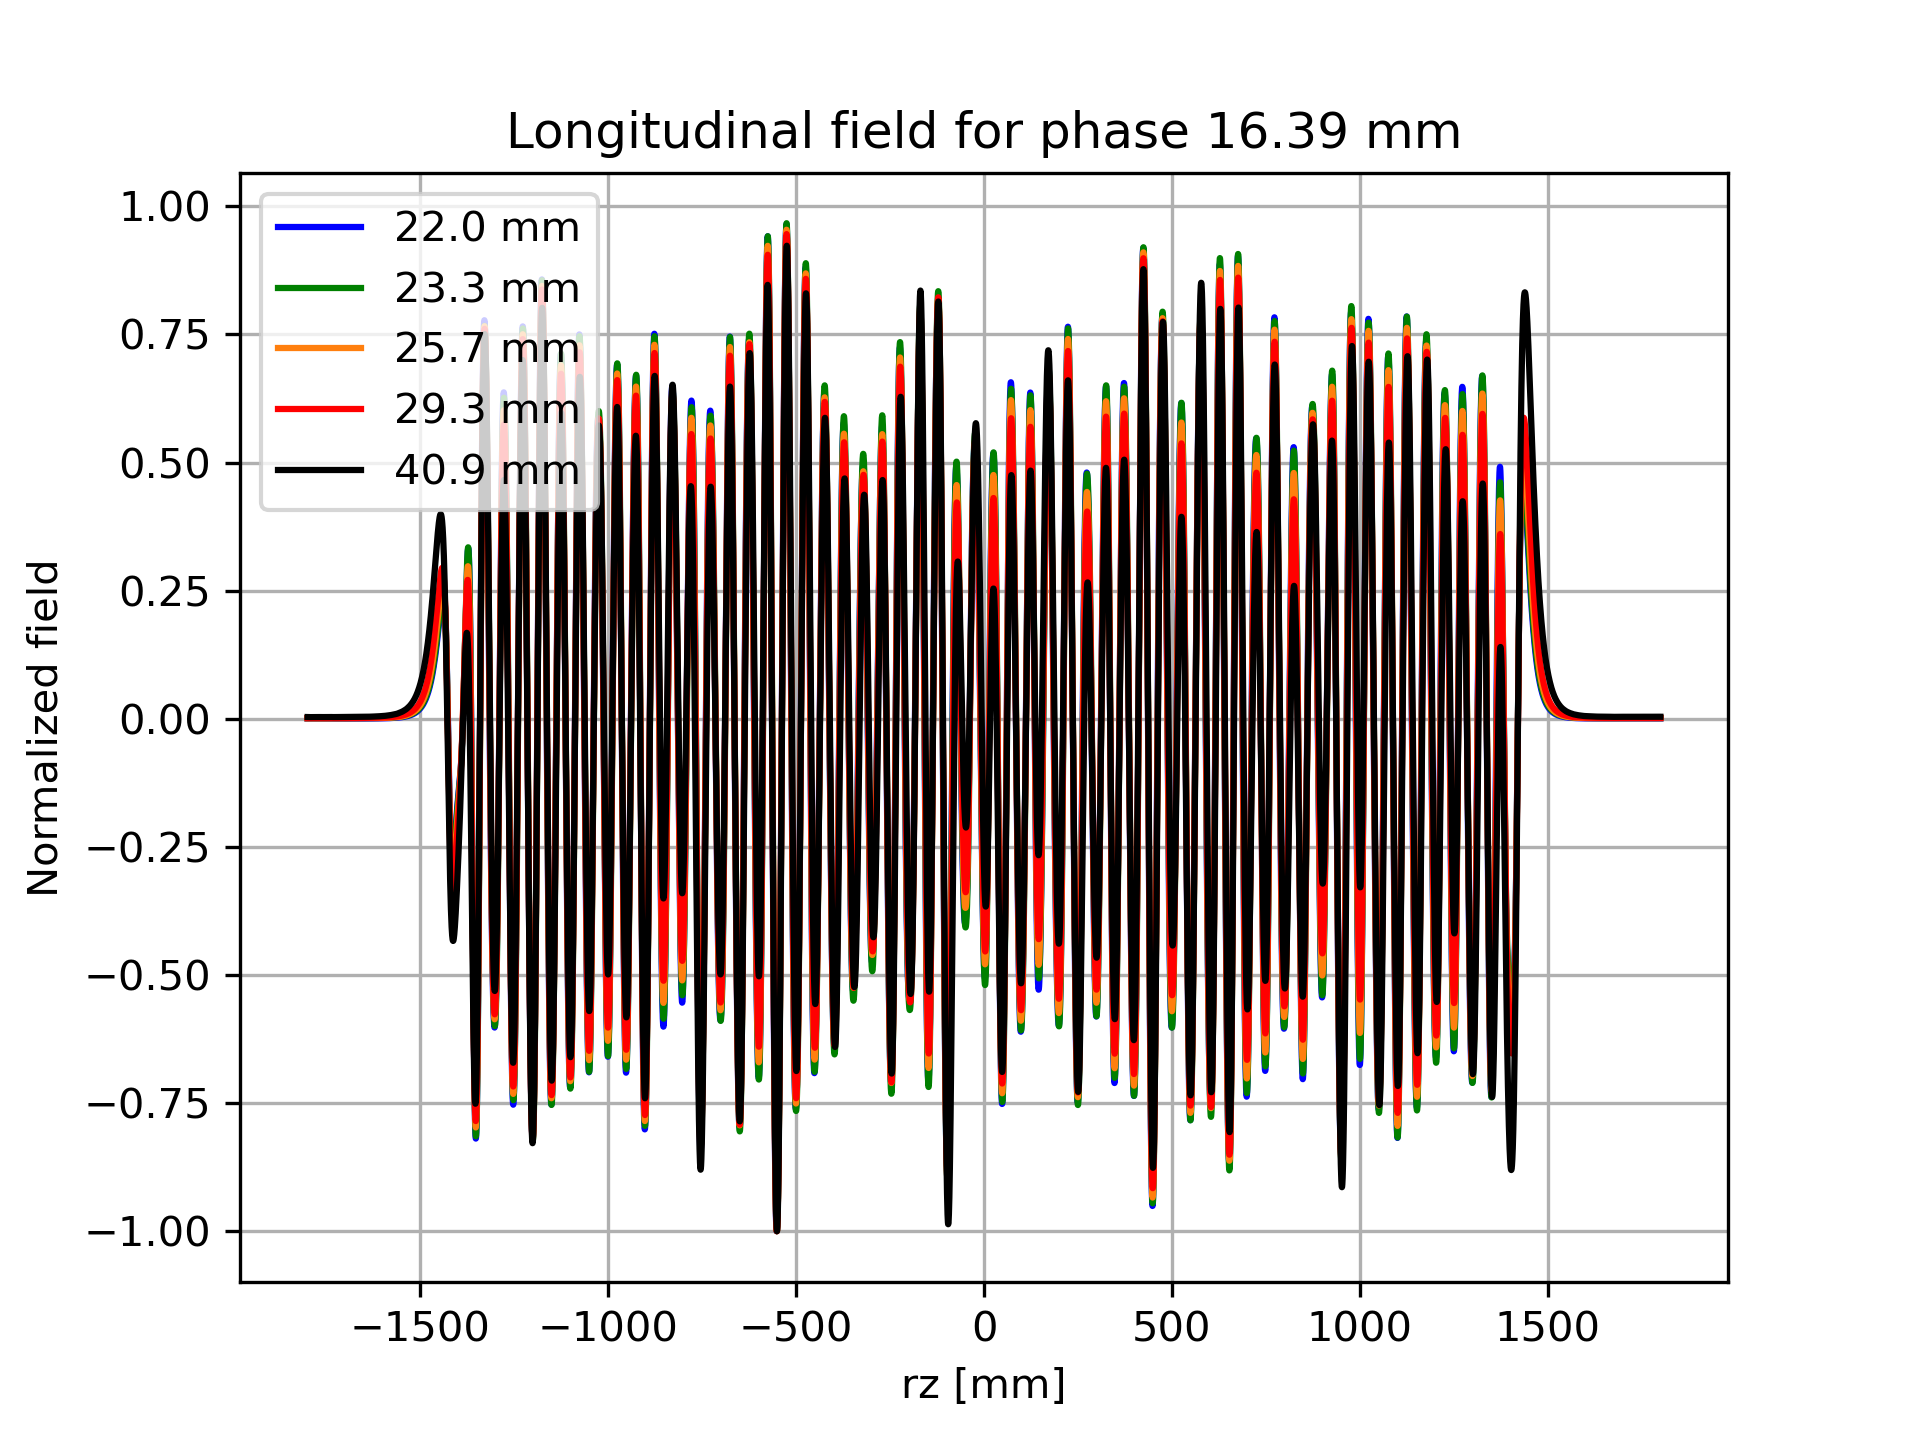 Longitudinal field for phase 16.39 mm
22.0 mm
23.3 mm
25.7 mm
29.3 mm
40.9 mm
1.00
0.75
0.50
0.25
0.00
−0.25
−0.50
−0.75
−1.00
Normalized field
−1500 −1000 −500 0 500 1000 1500
rz [mm]